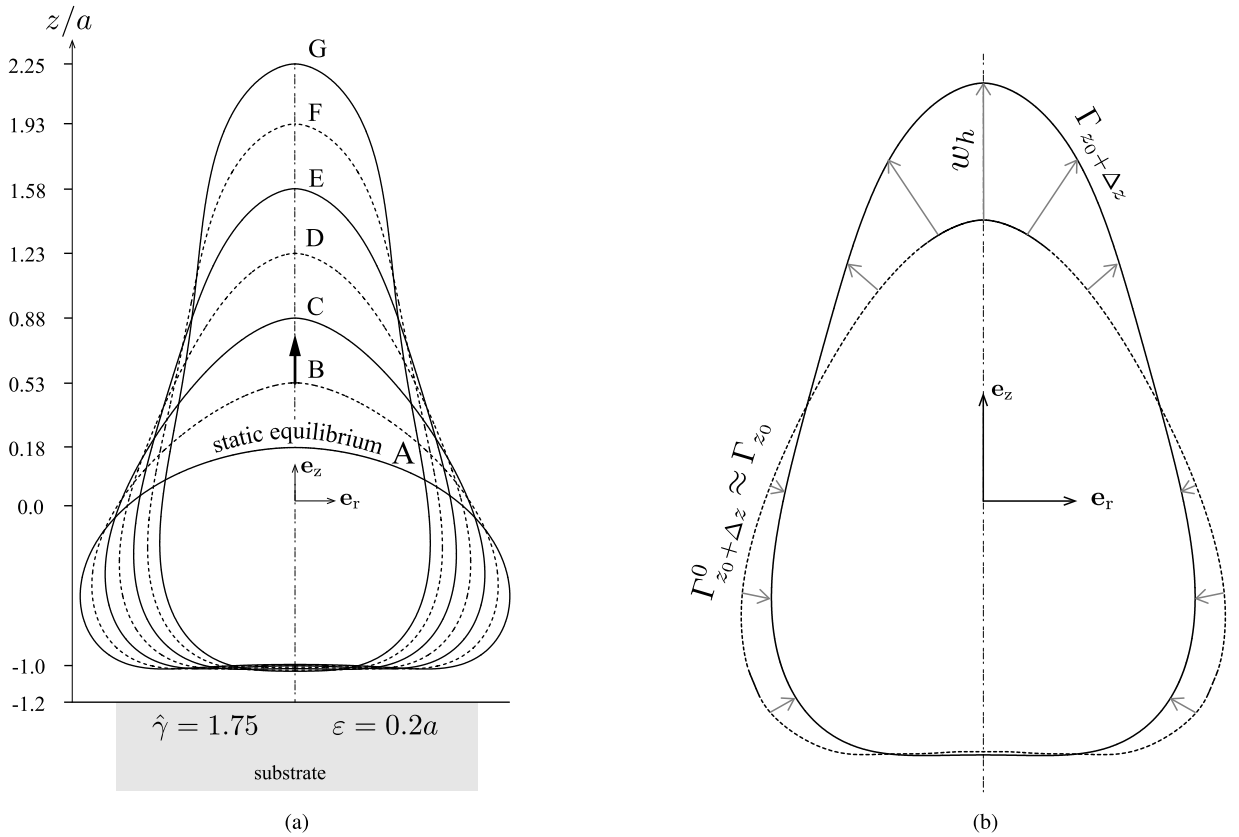 z/a
2.25
1.93
1.58
1.23
0.88
0.53
0.18
0.0
-1.0
-1.2
G
F
E
D
C
B
static equilibrium A
e_z
e_r
γ̂ = 1.75 ε = 0.2a
substrate
(a)
w_h
Γ_{z₀+Δz}
e_z
e_r
Γ⁰_{z₀+Δz} ≈ Γ_{z₀}
(b)